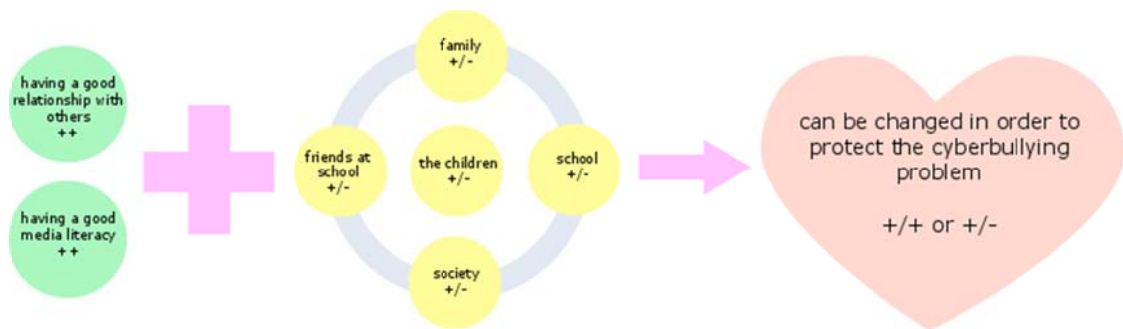 having a good
relationship with
others
++
having a good
media literacy
++
family
+/-
friends at
school
+/-
the children
+/-
school
+/-
society
+/-
can be changed in order to
protect the cyberbullying
problem
+/+ or +/-